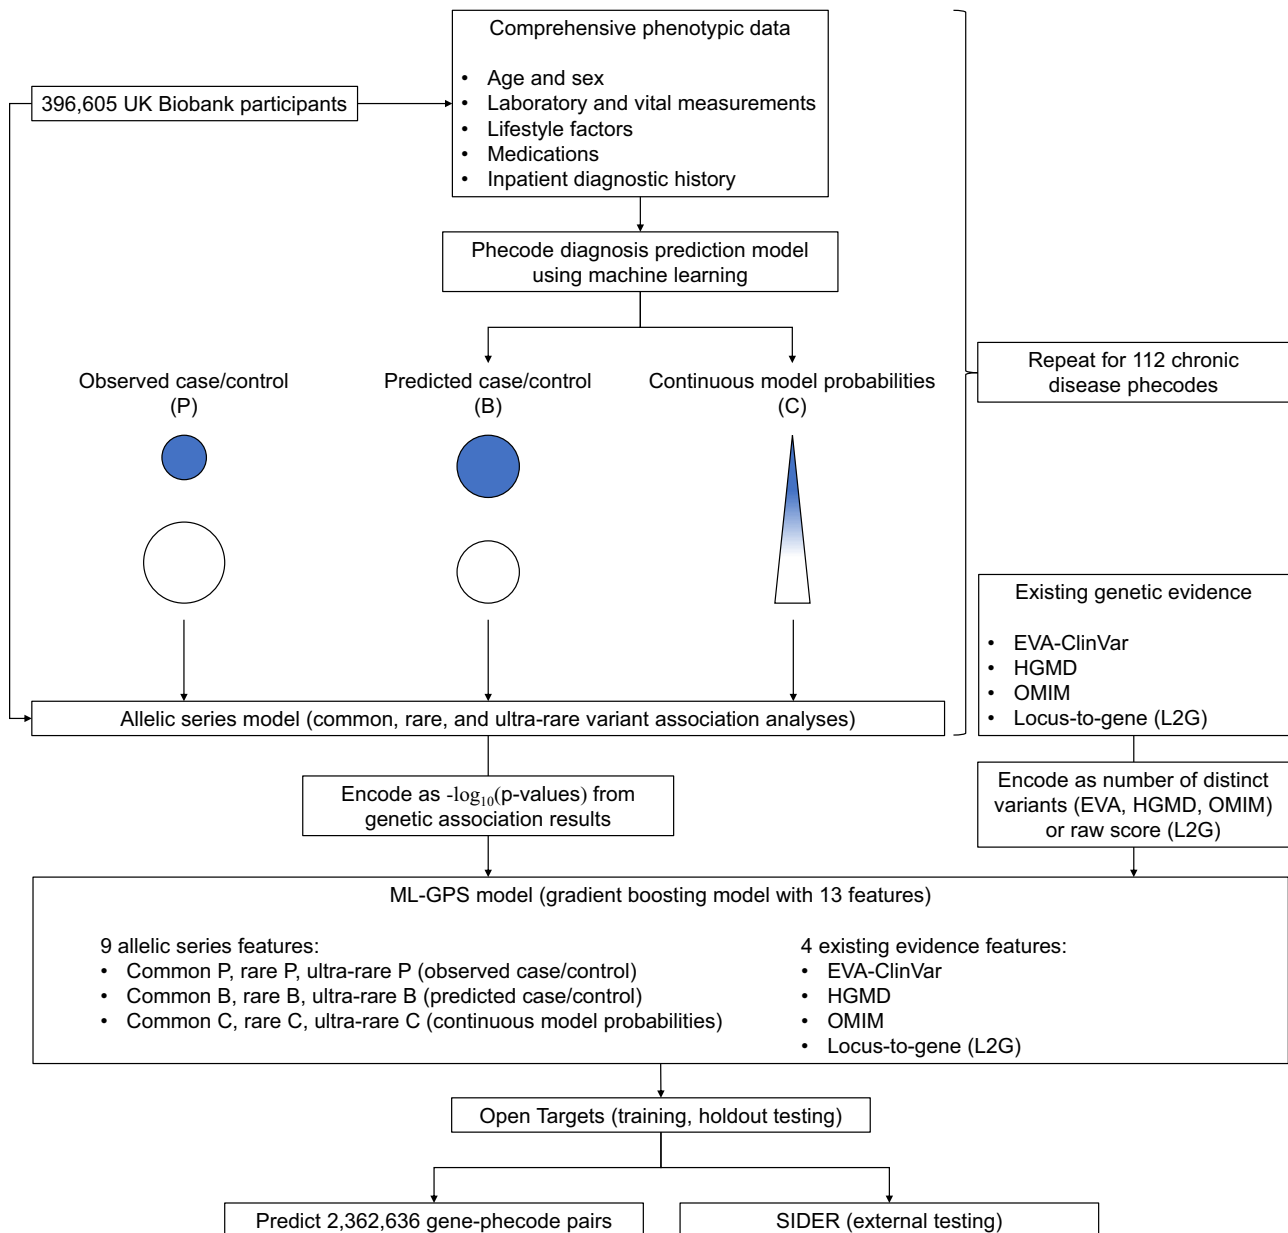 Comprehensive phenotypic data
• Age and sex
• Laboratory and vital measurements
• Lifestyle factors
• Medications
• Inpatient diagnostic history
396,605 UK Biobank participants
Phecode diagnosis prediction model
using machine learning
Observed case/control
(P)
Predicted case/control
(B)
Continuous model probabilities
(C)
Repeat for 112 chronic
disease phecodes
Existing genetic evidence
• EVA-ClinVar
• HGMD
• OMIM
• Locus-to-gene (L2G)
Allelic series model (common, rare, and ultra-rare variant association analyses)
Encode as -log₁₀(p-values) from
genetic association results
Encode as number of distinct
variants (EVA, HGMD, OMIM)
or raw score (L2G)
ML-GPS model (gradient boosting model with 13 features)
9 allelic series features:
• Common P, rare P, ultra-rare P (observed case/control)
• Common B, rare B, ultra-rare B (predicted case/control)
• Common C, rare C, ultra-rare C (continuous model probabilities)
4 existing evidence features:
• EVA-ClinVar
• HGMD
• OMIM
• Locus-to-gene (L2G)
Open Targets (training, holdout testing)
Predict 2,362,636 gene-phecode pairs
SIDER (external testing)